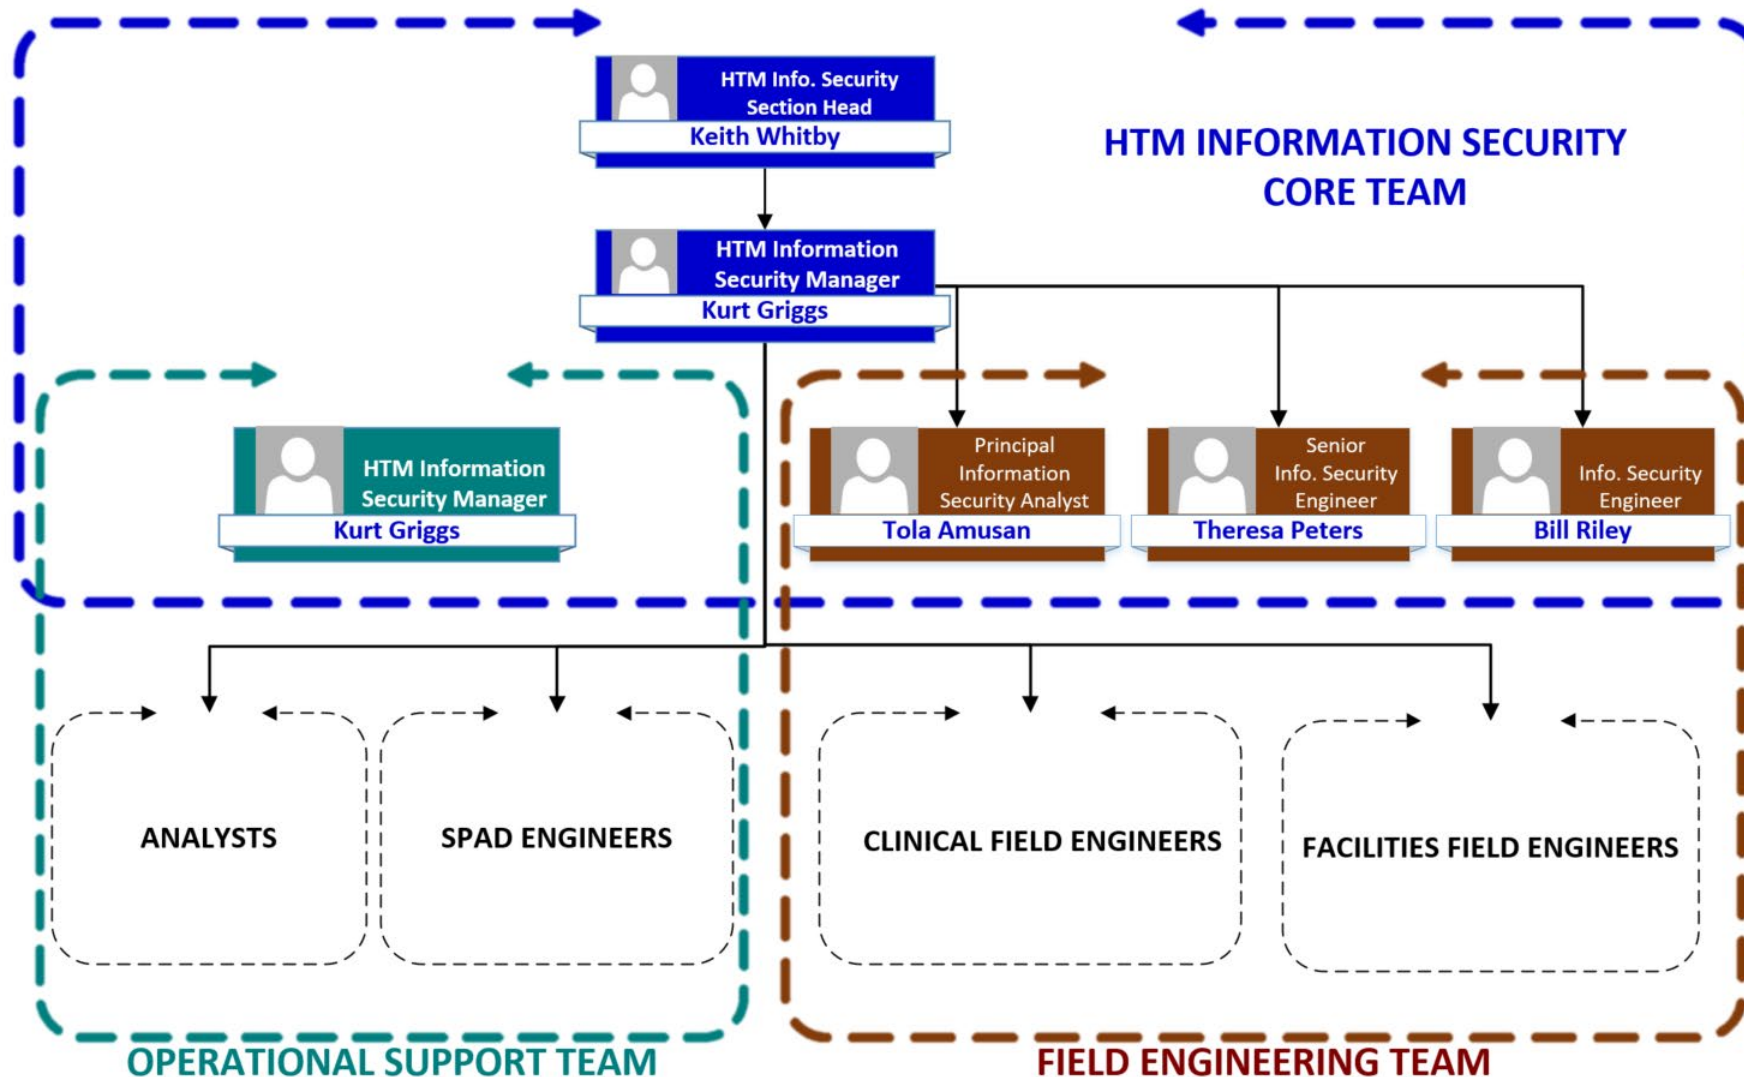 HTM Info. Security
Section Head
Keith Whitby
HTM INFORMATION SECURITY
CORE TEAM
HTM Information
Security Manager
Kurt Griggs
HTM Information
Security Manager
Kurt Griggs
Principal
Information
Security Analyst
Tola Amusan
Senior
Info. Security
Engineer
Theresa Peters
Info. Security
Engineer
Bill Riley
ANALYSTS
SPAD ENGINEERS
CLINICAL FIELD ENGINEERS
FACILITIES FIELD ENGINEERS
OPERATIONAL SUPPORT TEAM
FIELD ENGINEERING TEAM